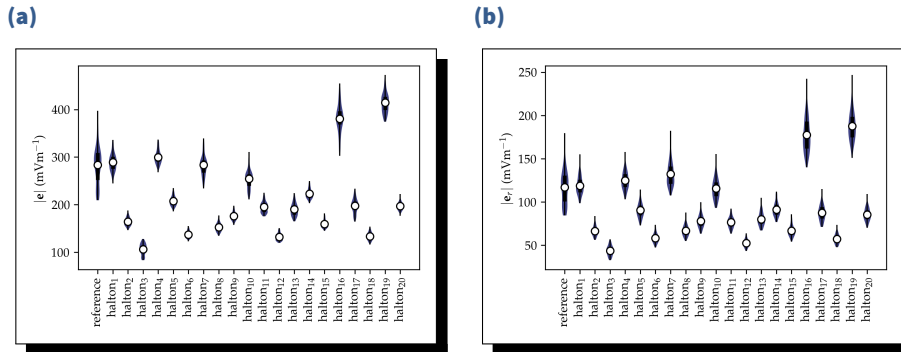 (a)
(b)
|e| (mVm⁻¹)
400
300
200
100
reference
halton₁
halton₂
halton₃
halton₄
halton₅
halton₆
halton₇
halton₈
halton₉
halton₁₀
halton₁₁
halton₁₂
halton₁₃
halton₁₄
halton₁₅
halton₁₆
halton₁₇
halton₁₈
halton₁₉
halton₂₀
|eᵣ| (mVm⁻¹)
250
200
150
100
50
reference
halton₁
halton₂
halton₃
halton₄
halton₅
halton₆
halton₇
halton₈
halton₉
halton₁₀
halton₁₁
halton₁₂
halton₁₃
halton₁₄
halton₁₅
halton₁₆
halton₁₇
halton₁₈
halton₁₉
halton₂₀